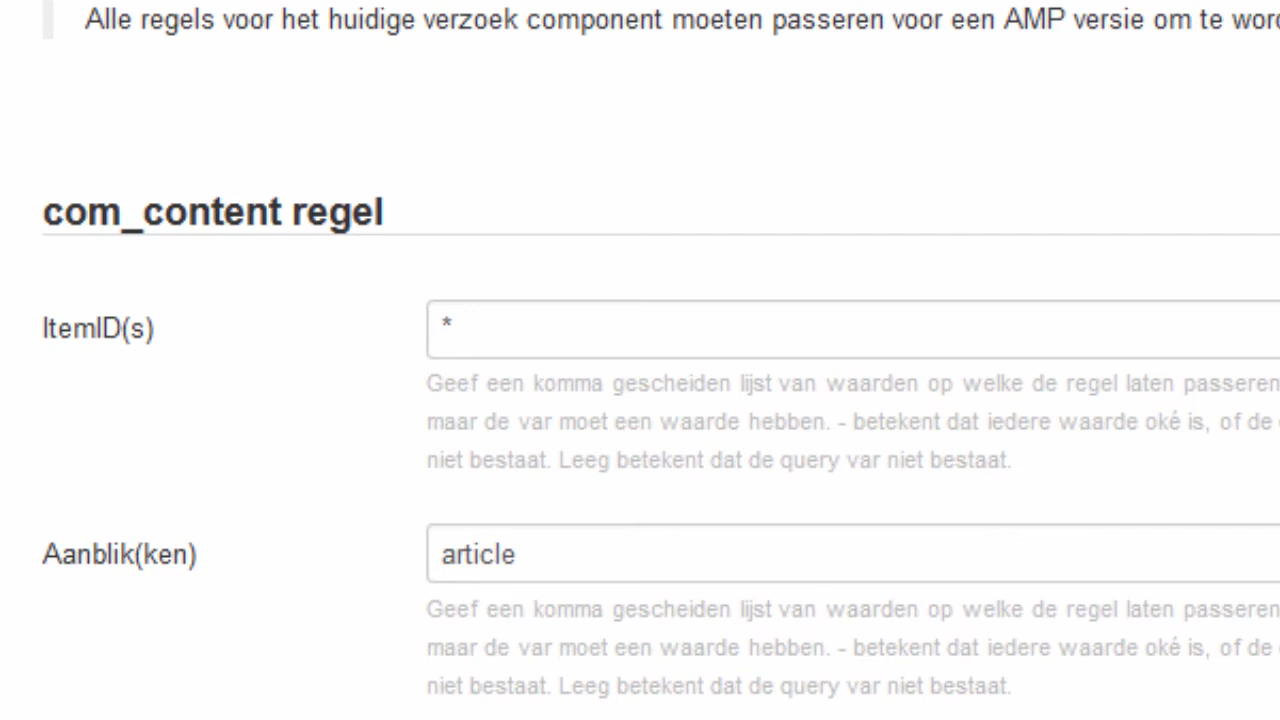 Alle regels voor het huidige verzoek component moeten passeren voor een AMP versie om te
com_content regel
ItemID(s)
*
Geef een komma gescheiden lijst van waarden op welke de regel laten passeren
maar de var moet een waarde hebben. - betekent dat iedere waarde oké is, of de
niet bestaat. Leeg betekent dat de query var niet bestaat.
Aanblik(ken)
article
Geef een komma gescheiden lijst van waarden op welke de regel laten passeren
maar de var moet een waarde hebben. - betekent dat iedere waarde oké is, of de
niet bestaat. Leeg betekent dat de query var niet bestaat.